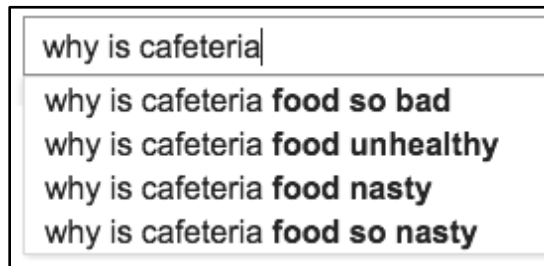 why is cafeteria
why is cafeteria food so bad
why is cafeteria food unhealthy
why is cafeteria food nasty
why is cafeteria food so nasty